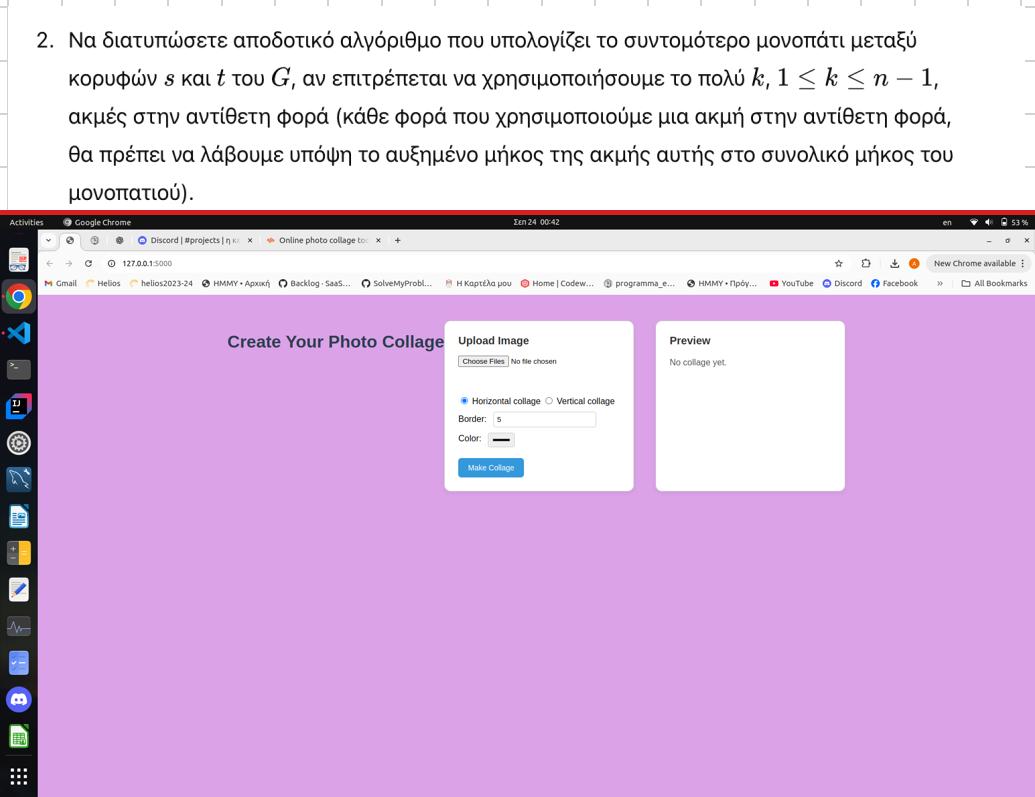 2. Να διατυπώσετε αποδοτικό αλγόριθμο που υπολογίζει το συντομότερο μονοπάτι μεταξύ
κορυφών s και t του G, αν επιτρέπεται να χρησιμοποιήσουμε το πολύ k, 1 ≤ k ≤ n − 1,
ακμές στην αντίθετη φορά (κάθε φορά που χρησιμοποιούμε μια ακμή στην αντίθετη φορά,
θα πρέπει να λάβουμε υπόψη το αυξημένο μήκος της ακμής αυτής στο συνολικό μήκος του
μονοπατιού).
Activities Google Chrome Σεπ 24 00:42 en 53 %
Discord | #projects | η κ Online photo collage to
127.0.0.1:5000 New Chrome available
Gmail Helios helios2023-24 ΗΜΜΥ • Αρχική Backlog · SaaS… SolveMyProbl… Η Καρτέλα μου Home | Codew… programma_e… ΗΜΜΥ • Πρόγ… YouTube Discord Facebook » All Bookmarks
Create Your Photo Collage
Upload Image
Choose Files No file chosen
Horizontal collage Vertical collage
Border: 5
Color:
Make Collage
Preview
No collage yet.